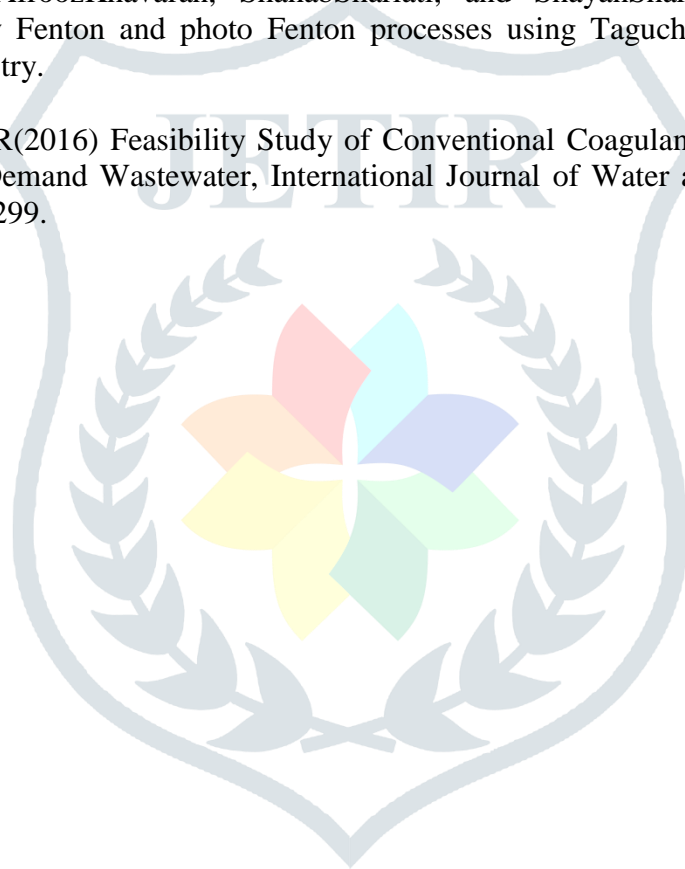 Fenton and photo Fenton processes using Taguch
try.
R(2016) Feasibility Study of Conventional Coagulan
Demand Wastewater, International Journal of Water a
299.
JETIR